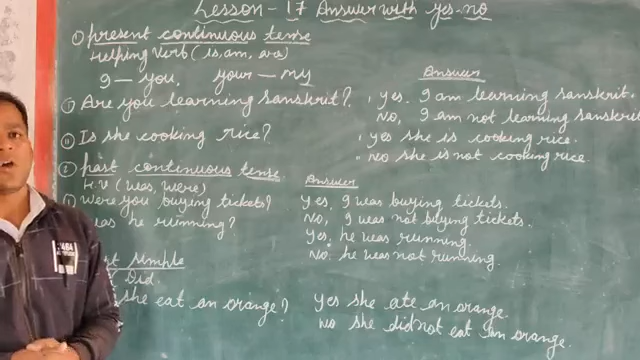 Lesson - 17 Answer with yes-no
① present continuous tense
Helping Verb (is, am, are)
I — you, your — my
Answer
① Are you learning sanskrit?
yes. I am learning sanskrit.
No, I am not learning sanskrit
② Is she cooking rice?
yes she is cooking rice.
no she is not cooking rice
② past continuous tense
H.V (was, were)
Answer
① Were you buying tickets?
Yes, I was buying tickets.
No, I was not buying tickets.
he running?
Yes, he was running.
No. he was not running.
simple
Did.
she eat an orange?
Yes she ate an orange.
No she did not eat an orange.